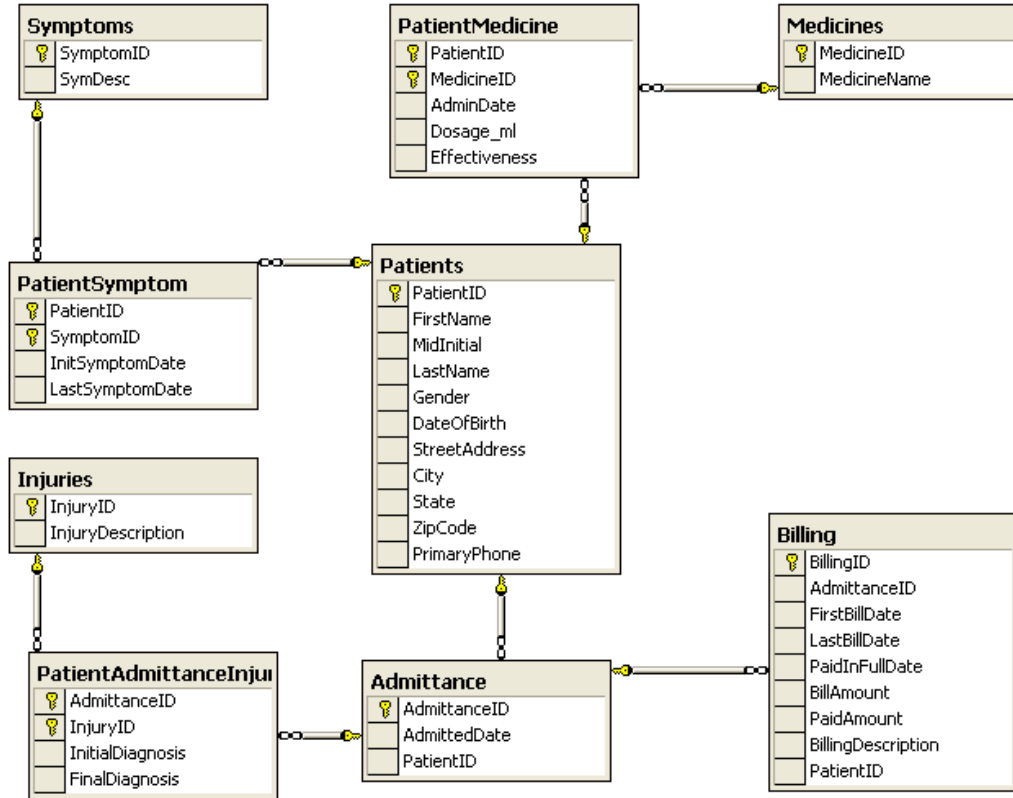 Symptoms
SymptomID
SymDesc
PatientMedicine
PatientID
MedicineID
AdminDate
Dosage_ml
Effectiveness
Medicines
MedicineID
MedicineName
PatientSymptom
PatientID
SymptomID
InitSymptomDate
LastSymptomDate
Patients
PatientID
FirstName
MidInitial
LastName
Gender
DateOfBirth
StreetAddress
City
State
ZipCode
PrimaryPhone
Injuries
InjuryID
InjuryDescription
Billing
BillingID
AdmittanceID
FirstBillDate
LastBillDate
PaidInFullDate
BillAmount
PaidAmount
BillingDescription
PatientID
PatientAdmittanceInju
AdmittanceID
InjuryID
InitialDiagnosis
FinalDiagnosis
Admittance
AdmittanceID
AdmittedDate
PatientID